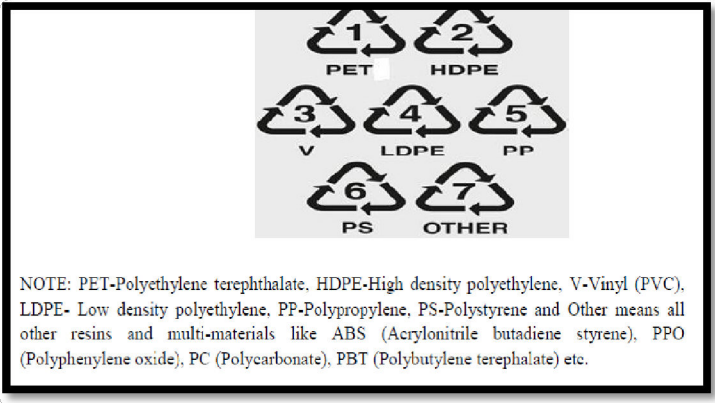 1 2
PET HDPE
3 4 5
V LDPE PP
6 7
PS OTHER
NOTE: PET-Polyethylene terephthalate, HDPE-High density polyethylene, V-Vinyl (PVC),
LDPE- Low density polyethylene, PP-Polypropylene, PS-Polystyrene and Other means all
other resins and multi-materials like ABS (Acrylonitrile butadiene styrene), PPO
(Polyphenylene oxide), PC (Polycarbonate), PBT (Polybutylene terephalate) etc.